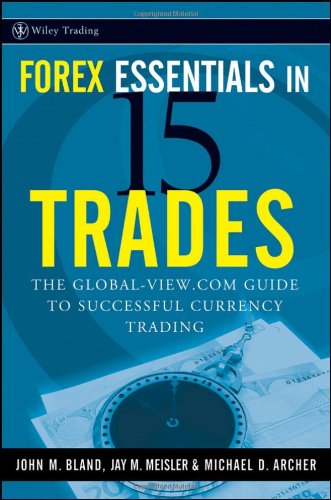 Wiley Trading
FOREX ESSENTIALS IN
15
TRADES
THE GLOBAL-VIEW.COM GUIDE
TO SUCCESSFUL CURRENCY
TRADING
JOHN M. BLAND, JAY M. MEISLER & MICHAEL D. ARCHER